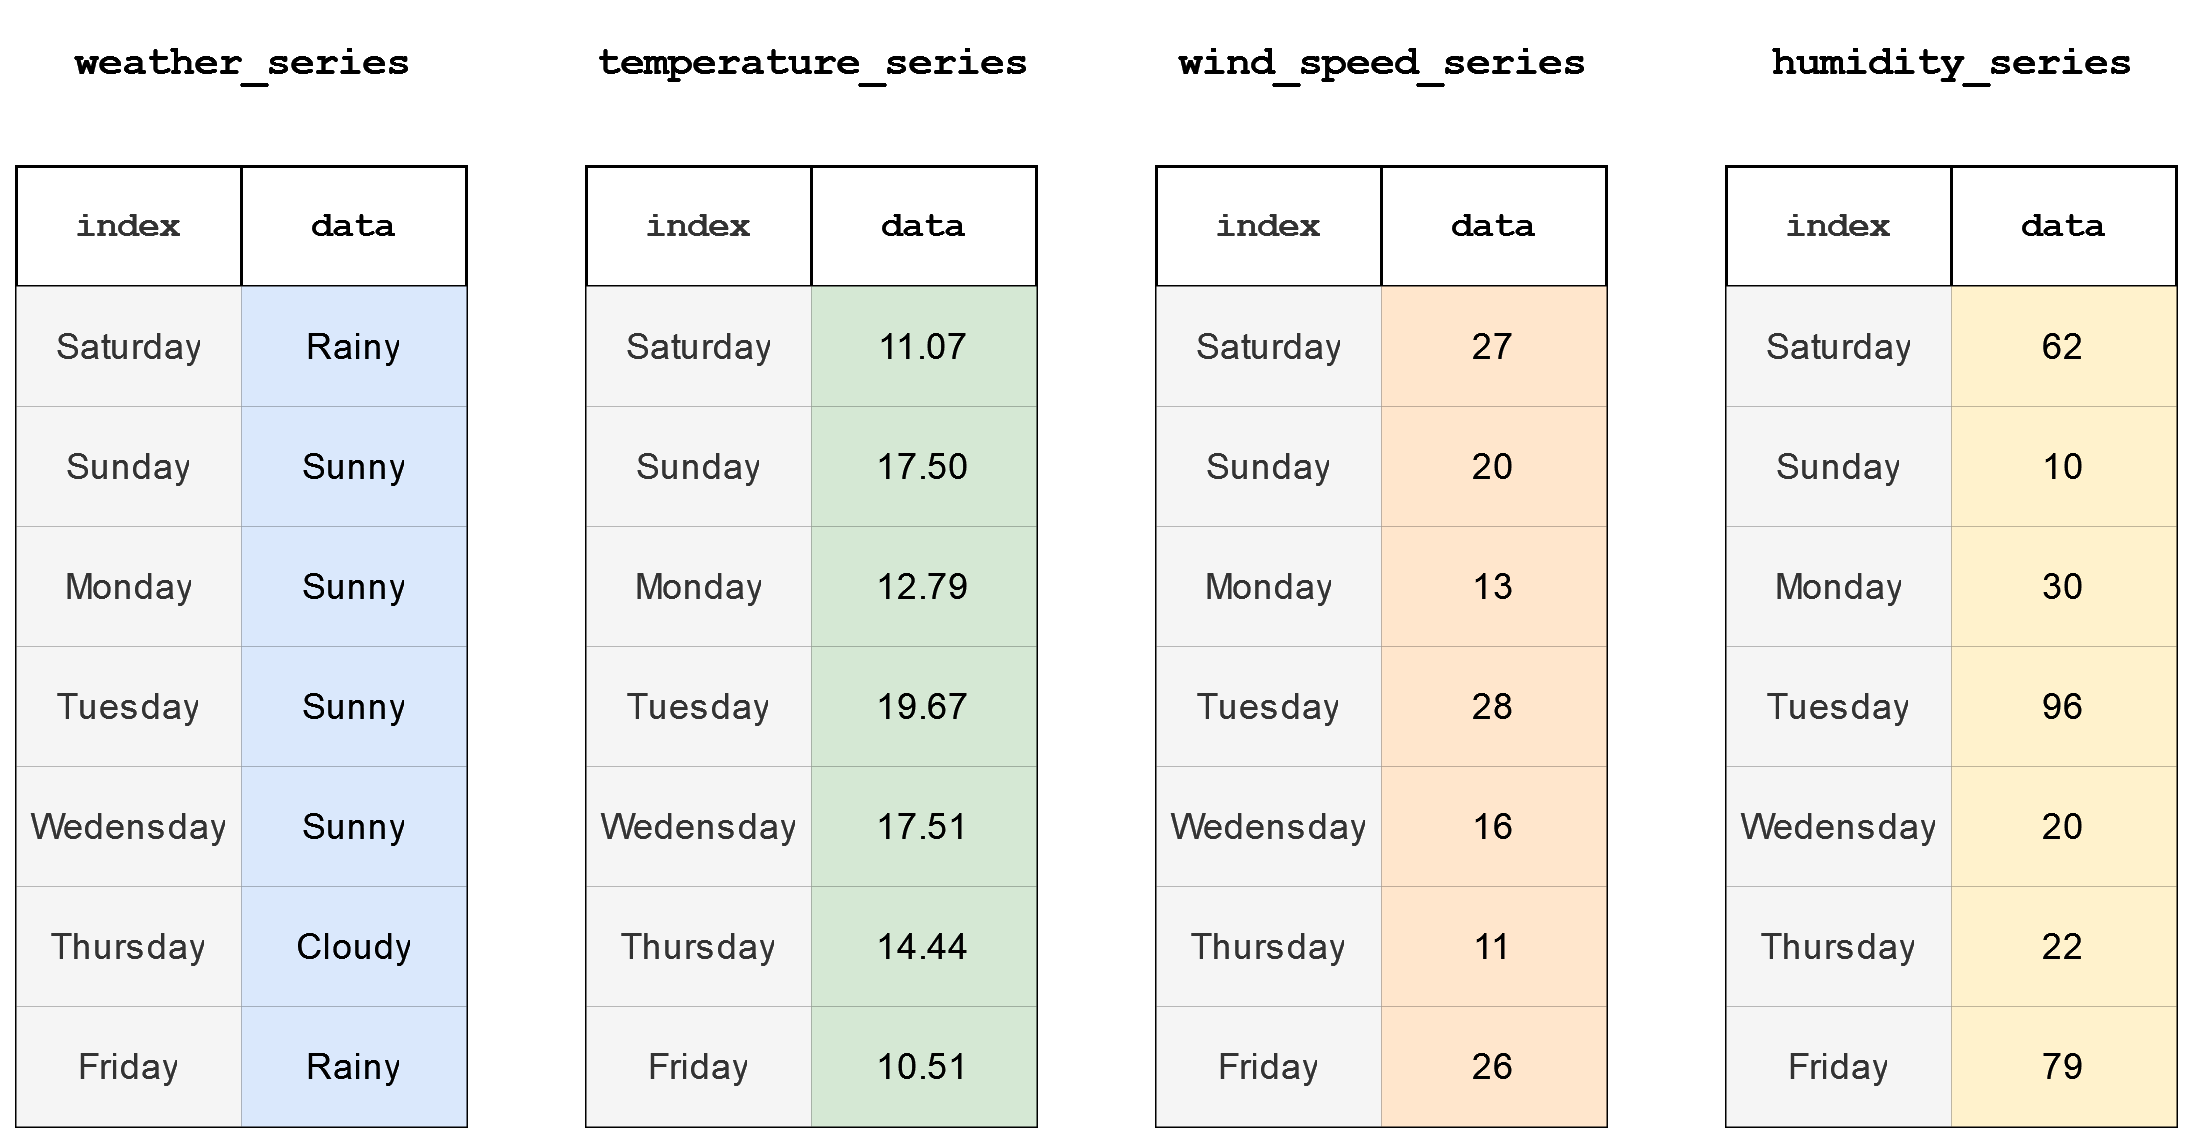 weather_series temperature_series wind_speed_series humidity_series
index data index data index data index data
Saturday Rainy Saturday 11.07 Saturday 27 Saturday 62
Sunday Sunny Sunday 17.50 Sunday 20 Sunday 10
Monday Sunny Monday 12.79 Monday 13 Monday 30
Tuesday Sunny Tuesday 19.67 Tuesday 28 Tuesday 96
Wedensday Sunny Wedensday 17.51 Wedensday 16 Wedensday 20
Thursday Cloudy Thursday 14.44 Thursday 11 Thursday 22
Friday Rainy Friday 10.51 Friday 26 Friday 79